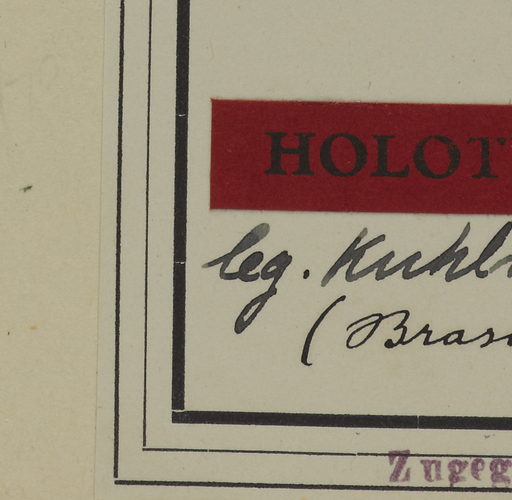 HOLOT
leg. Kuhl
(Bras
Zugeg